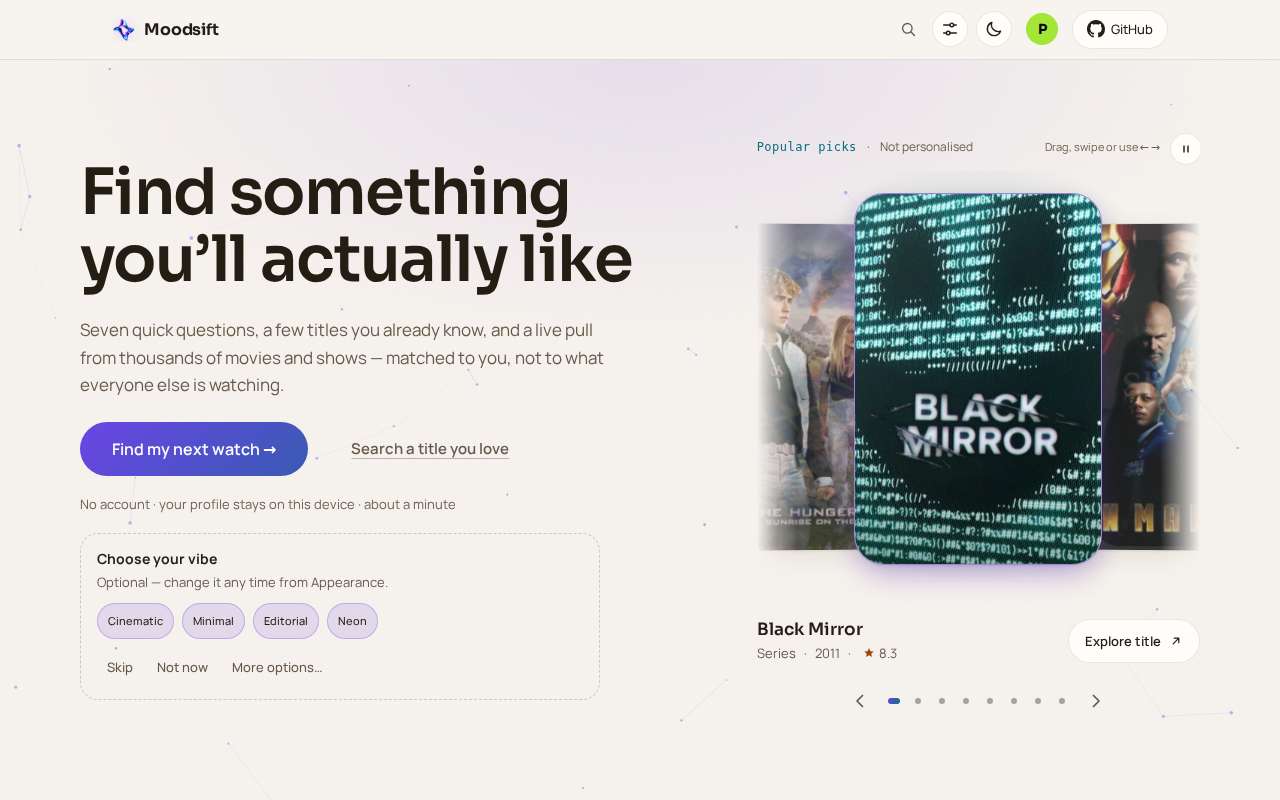 Moodsift
P
GitHub
Find something
you’ll actually like
Seven quick questions, a few titles you already know, and a live pull
from thousands of movies and shows — matched to you, not to what
everyone else is watching.
Find my next watch →
Search a title you love
No account · your profile stays on this device · about a minute
Choose your vibe
Optional — change it any time from Appearance.
Cinematic
Minimal
Editorial
Neon
Skip
Not now
More options…
Popular picks · Not personalised
Drag, swipe or use ← →
BLACK
MIRROR
Black Mirror
Series · 2011 · ★ 8.3
Explore title ↗